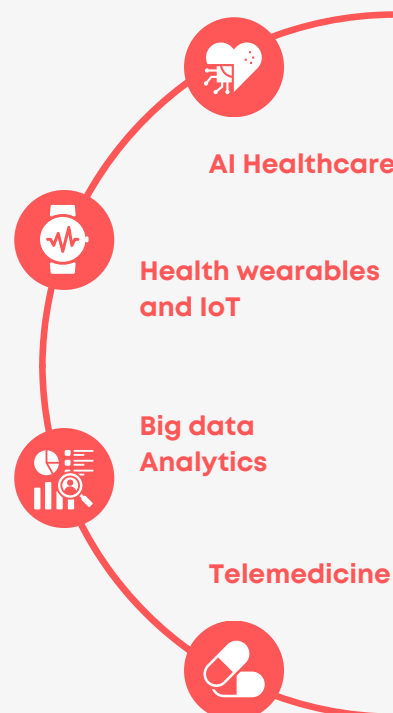 AI Healthcare
Health wearables
and IoT
Big data
Analytics
Telemedicine